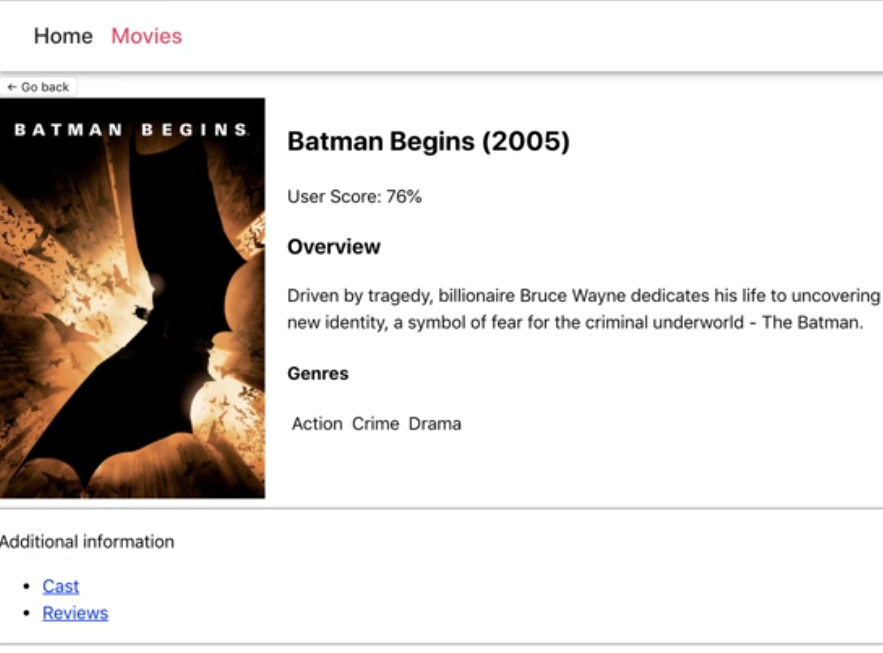 Home Movies
← Go back
BATMAN BEGINS
Batman Begins (2005)
User Score: 76%
Overview
Driven by tragedy, billionaire Bruce Wayne dedicates his life to uncovering
new identity, a symbol of fear for the criminal underworld - The Batman.
Genres
Action Crime Drama
Additional information
• Cast
• Reviews